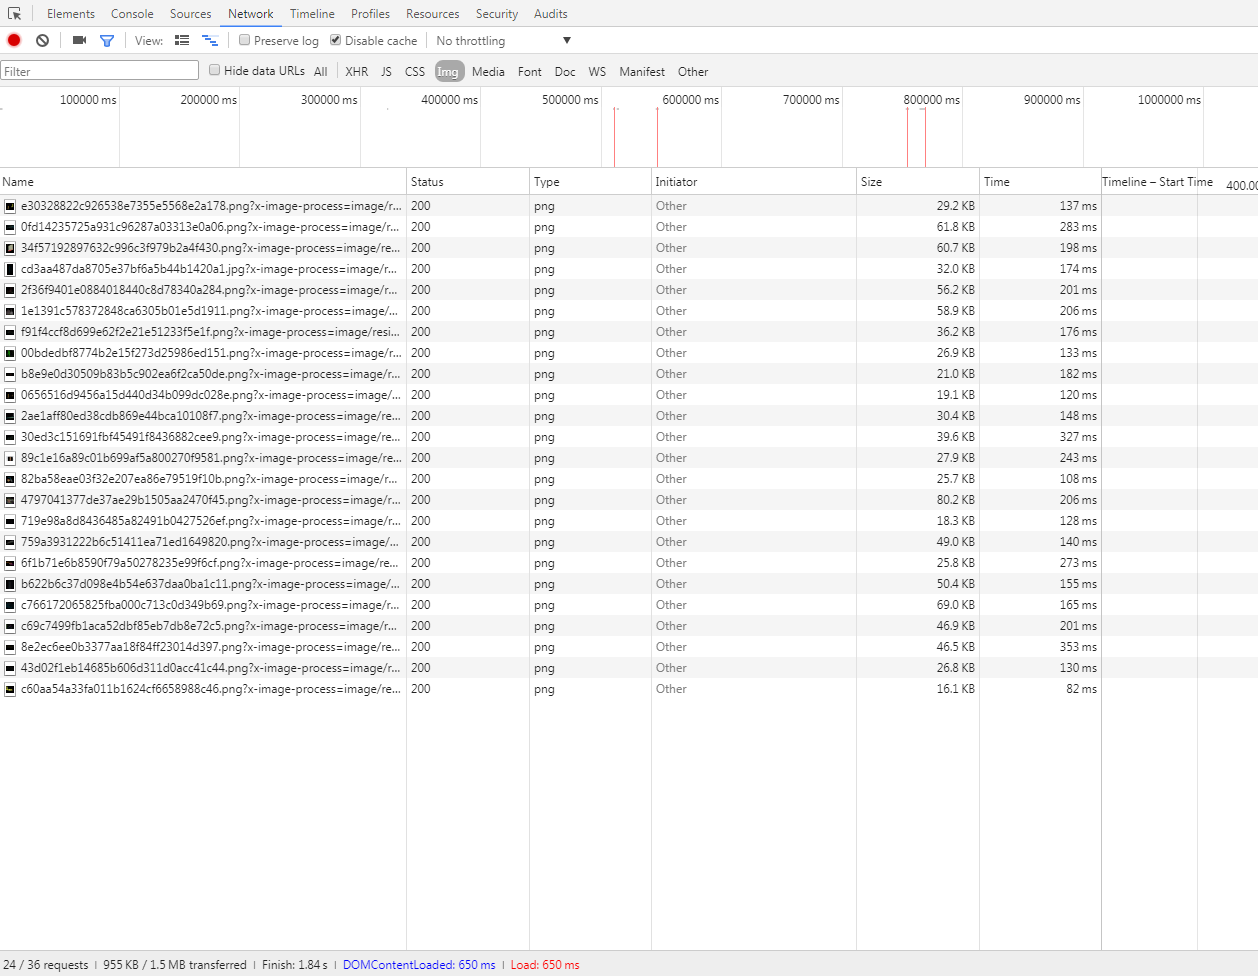 Elements Console Sources Network Timeline Profiles Resources Security Audits
View: Preserve log Disable cache No throttling
Filter Hide data URLs All XHR JS CSS Img Media Font Doc WS Manifest Other
100000 ms 200000 ms 300000 ms 400000 ms 500000 ms 600000 ms 700000 ms 800000 ms 900000 ms 1000000 ms
Name Status Type Initiator Size Time Timeline – Start Time 400.00
e30328822c926538e7355e5568e2a178.png?x-image-process=image/r... 200 png Other 29.2 KB 137 ms
0fd14235725a931c96287a03313e0a06.png?x-image-process=image/r... 200 png Other 61.8 KB 283 ms
34f57192897632c996c3f979b2a4f430.png?x-image-process=image/re... 200 png Other 60.7 KB 198 ms
cd3aa487da8705e37bf6a5b44b1420a1.jpg?x-image-process=image/r... 200 png Other 32.0 KB 174 ms
2f36f9401e0884018440c8d78340a284.png?x-image-process=image/r... 200 png Other 56.2 KB 201 ms
1e1391c578372848ca6305b01e5d1911.png?x-image-process=image/... 200 png Other 58.9 KB 206 ms
f91f4ccf8d699e62f2e21e51233f5e1f.png?x-image-process=image/resi... 200 png Other 36.2 KB 176 ms
00bdedbf8774b2e15f273d25986ed151.png?x-image-process=image/r... 200 png Other 26.9 KB 133 ms
b8e9e0d30509b83b5c902ea6f2ca50de.png?x-image-process=image/r... 200 png Other 21.0 KB 182 ms
0656516d9456a15d440d34b099dc028e.png?x-image-process=image/... 200 png Other 19.1 KB 120 ms
2ae1aff80ed38cdb869e44bca10108f7.png?x-image-process=image/re... 200 png Other 30.4 KB 148 ms
30ed3c151691fbf45491f8436882cee9.png?x-image-process=image/re... 200 png Other 39.6 KB 327 ms
89c1e16a89c01b699af5a800270f9581.png?x-image-process=image/re... 200 png Other 27.9 KB 243 ms
82ba58eae03f32e207ea86e79519f10b.png?x-image-process=image/r... 200 png Other 25.7 KB 108 ms
4797041377de37ae29b1505aa2470f45.png?x-image-process=image/r... 200 png Other 80.2 KB 206 ms
719e98a8d8436485a82491b0427526ef.png?x-image-process=image/r... 200 png Other 18.3 KB 128 ms
759a3931222b6c51411ea71ed1649820.png?x-image-process=image/... 200 png Other 49.0 KB 140 ms
6f1b71e6b8590f79a50278235e99f6cf.png?x-image-process=image/re... 200 png Other 25.8 KB 273 ms
b622b6c37d098e4b54e637daa0ba1c11.png?x-image-process=image/... 200 png Other 50.4 KB 155 ms
c766172065825fba000c713c0d349b69.png?x-image-process=image/r... 200 png Other 69.0 KB 165 ms
c69c7499fb1aca52dbf85eb7db8e72c5.png?x-image-process=image/r... 200 png Other 46.9 KB 201 ms
8e2ec6ee0b3377aa18f84ff23014d397.png?x-image-process=image/re... 200 png Other 46.5 KB 353 ms
43d02f1eb14685b606d311d0acc41c44.png?x-image-process=image/r... 200 png Other 26.8 KB 130 ms
c60aa54a33fa011b1624cf6658988c46.png?x-image-process=image/re... 200 png Other 16.1 KB 82 ms
24 / 36 requests | 955 KB / 1.5 MB transferred | Finish: 1.84 s | DOMContentLoaded: 650 ms | Load: 650 ms